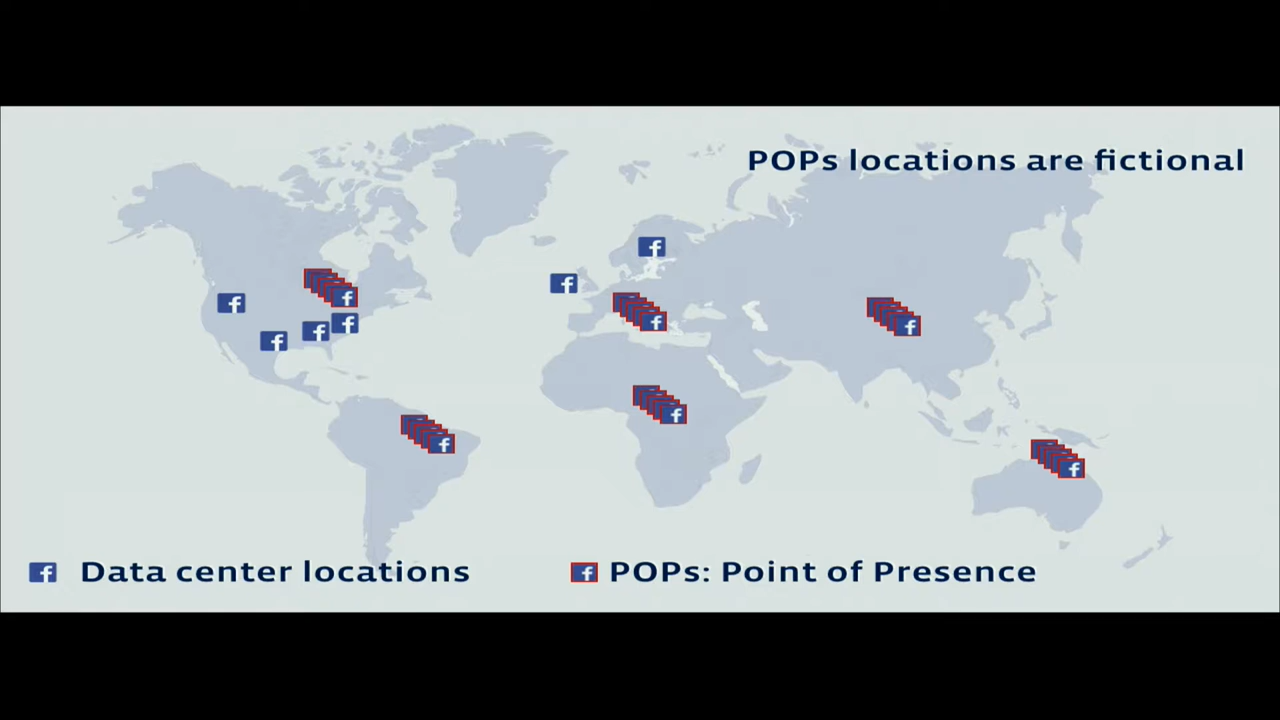 POPs locations are fictional
Data center locations
POPs: Point of Presence